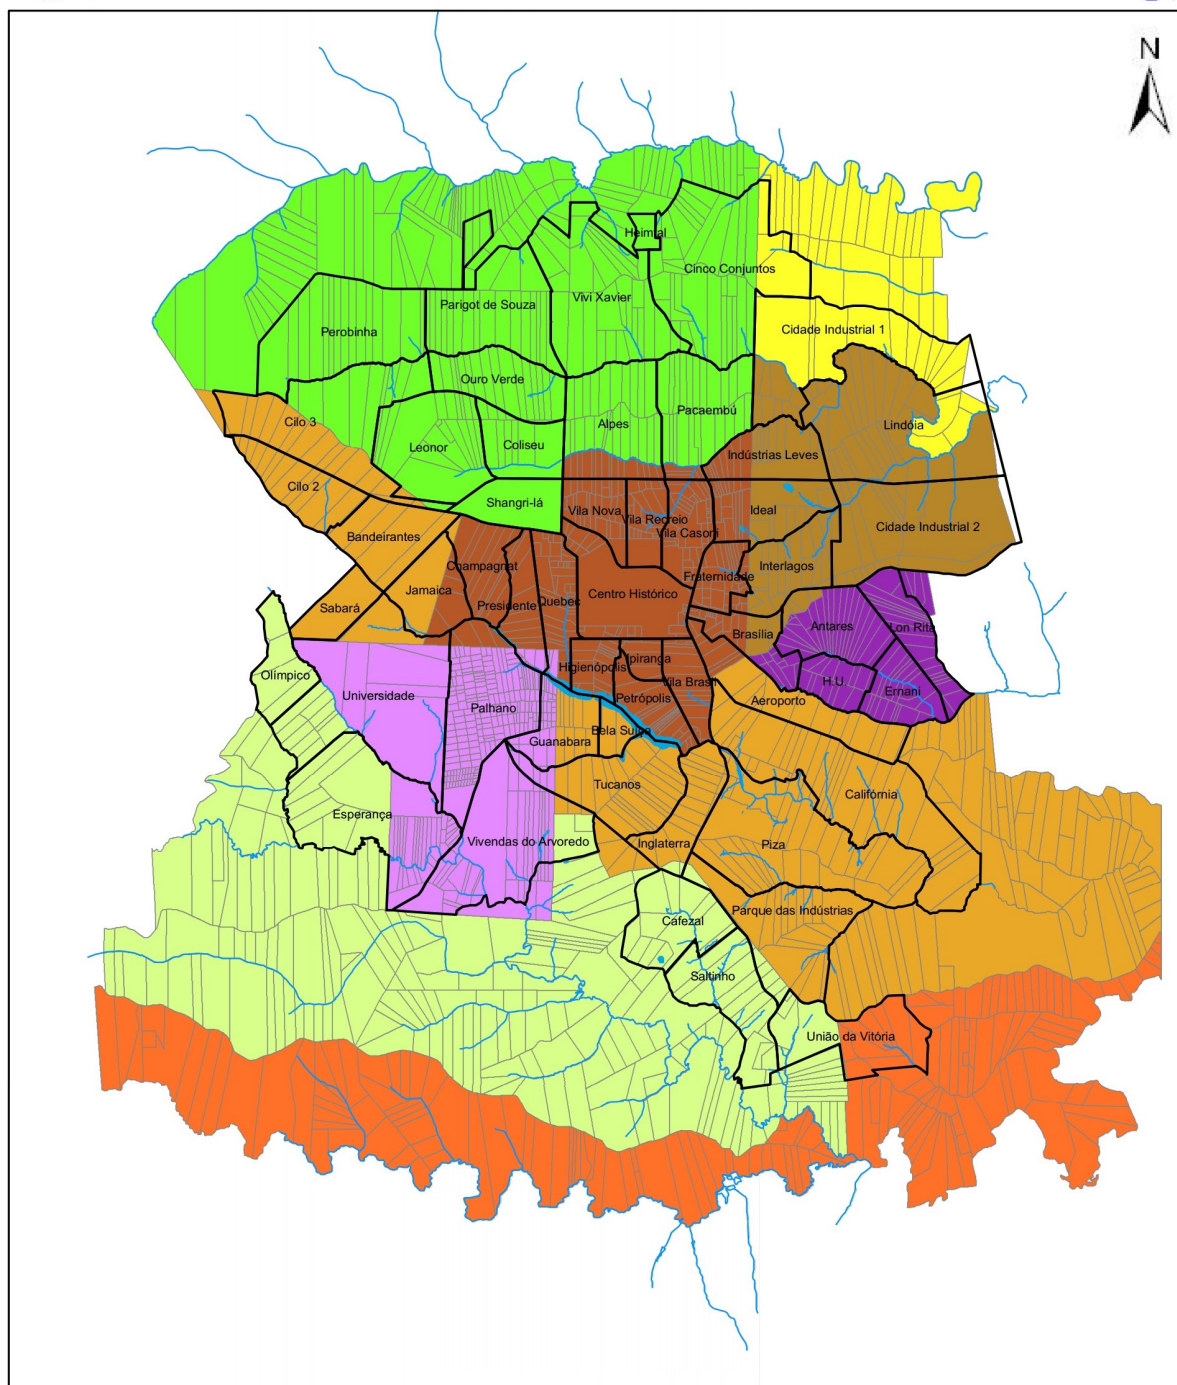 N
Heimtal
Cinco Conjuntos
Vivi Xavier
Parigot de Souza
Perobinha
Cidade Industrial 1
Ouro Verde
Pacaembú
Cilo 3
Alpes
Lindóia
Leonor
Coliseu
Indústrias Leves
Cilo 2
Shangri-lá
Vila Nova
Vila Recreio
Ideal
Vila Casoni
Cidade Industrial 2
Bandeirantes
Champagnat
Interlagos
Fraternidade
Jamaica
Quebec
Centro Histórico
Presidente
Sabará
Antares
Lon Rita
Brasília
Ipiranga
Higienópolis
Olímpico
Universidade
H.U.
Vila Brasil
Ernani
Petrópolis
Aeroporto
Palhano
Bela Suiça
Guanabara
Tucanos
Califórnia
Esperança
Vivendas do Arvoredo
Inglaterra
Piza
Parque das Indústrias
Cafezal
Saltinho
União da Vitória